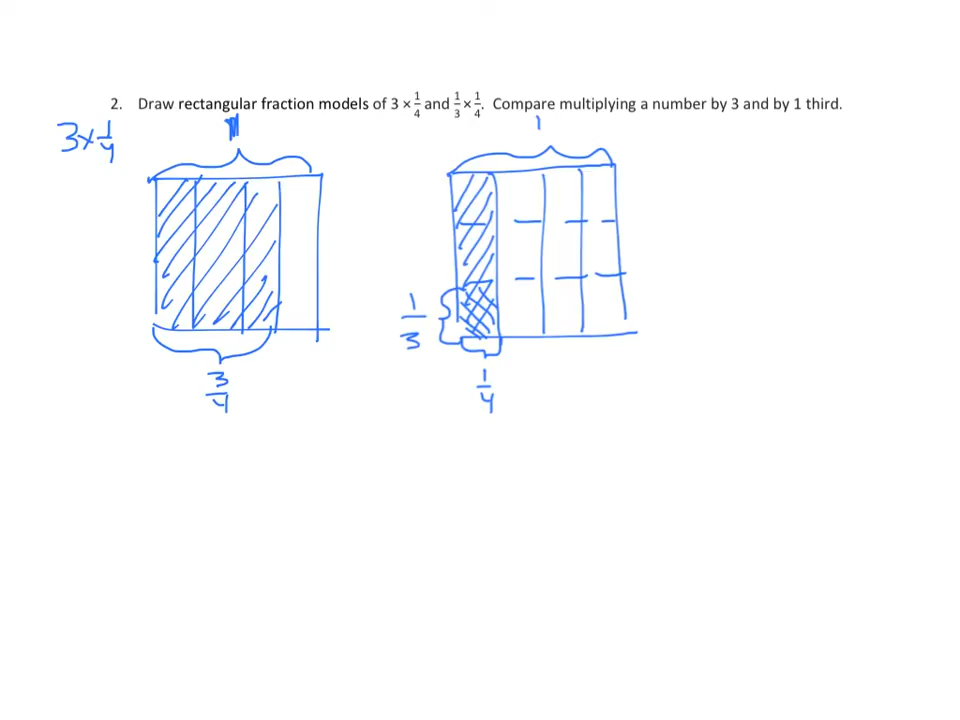 2. Draw rectangular fraction models of 3 × 1/4 and 1/3 × 1/4. Compare multiplying a number by 3 and by 1 third.
3 x 1/4
1
1
1/3
3/4
1/4